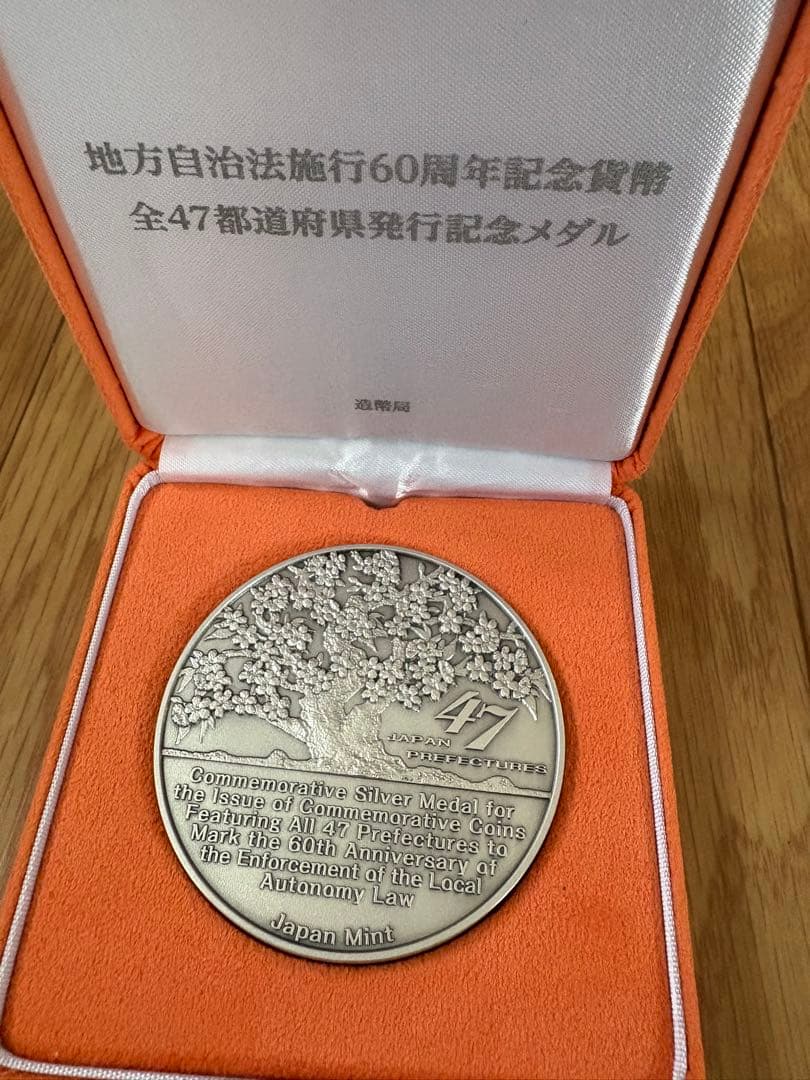 地方自治法施行60周年記念貨幣
全47都道府県発行記念メダル
造幣局
47
JAPAN
PREFECTURES
Commemorative Silver Medal for
the Issue of Commemorative Coins
Featuring All 47 Prefectures to
Mark the 60th Anniversary of
the Enforcement of the Local
Autonomy Law
Japan Mint